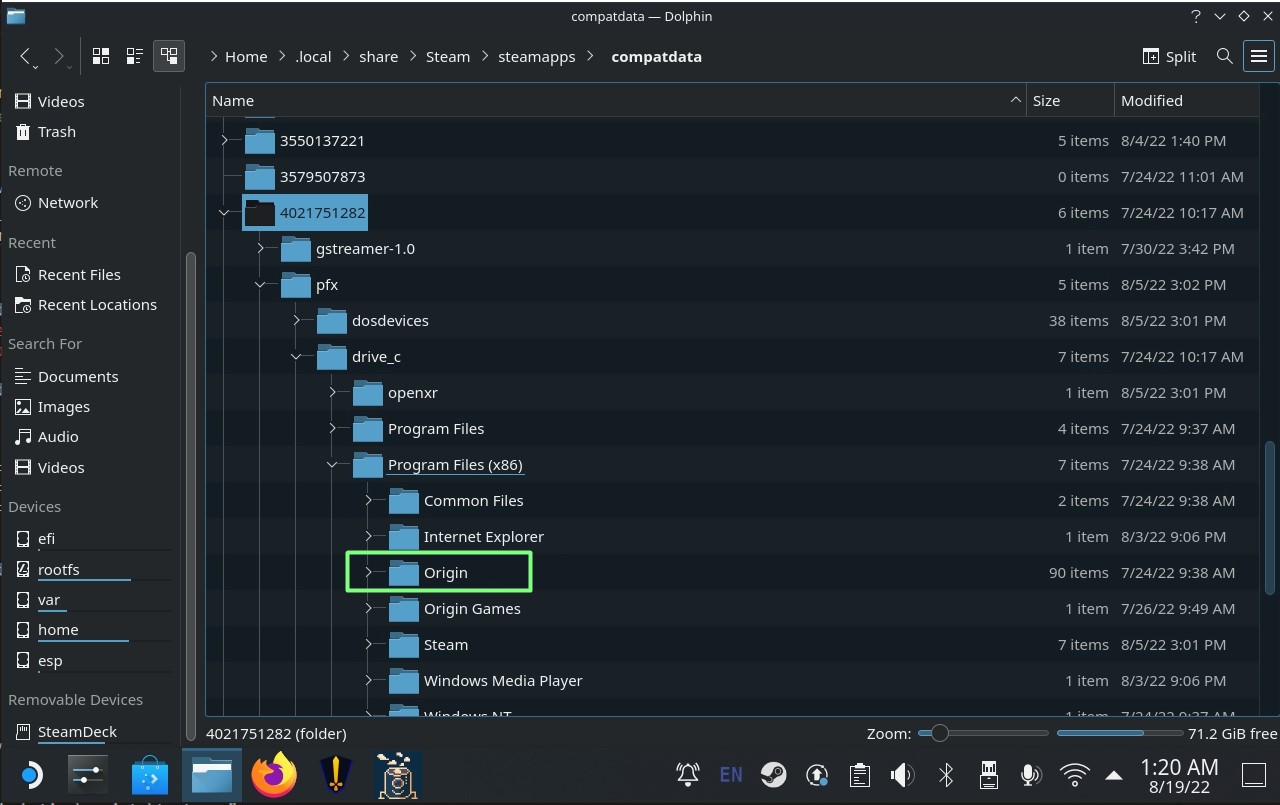 compatdata — Dolphin
?
Home .local share Steam steamapps compatdata
Split
Videos
Trash
Remote
Network
Recent
Recent Files
Recent Locations
Search For
Documents
Images
Audio
Videos
Devices
efi
rootfs
var
home
esp
Removable Devices
SteamDeck
Name Size Modified
3550137221 5 items 8/4/22 1:40 PM
3579507873 0 items 7/24/22 11:01 AM
4021751282 6 items 7/24/22 10:17 AM
gstreamer-1.0 1 item 7/30/22 3:42 PM
pfx 5 items 8/5/22 3:02 PM
dosdevices 38 items 8/5/22 3:01 PM
drive_c 7 items 7/24/22 10:17 AM
openxr 1 item 8/5/22 3:01 PM
Program Files 4 items 7/24/22 9:37 AM
Program Files (x86) 7 items 7/24/22 9:38 AM
Common Files 2 items 7/24/22 9:38 AM
Internet Explorer 1 item 8/3/22 9:06 PM
Origin 90 items 7/24/22 9:38 AM
Origin Games 1 item 7/26/22 9:49 AM
Steam 7 items 8/5/22 3:01 PM
Windows Media Player 1 item 8/3/22 9:06 PM
Windows NT 1 item 7/24/22 9:37 AM
4021751282 (folder) Zoom: 71.2 GiB free
EN
1:20 AM
8/19/22